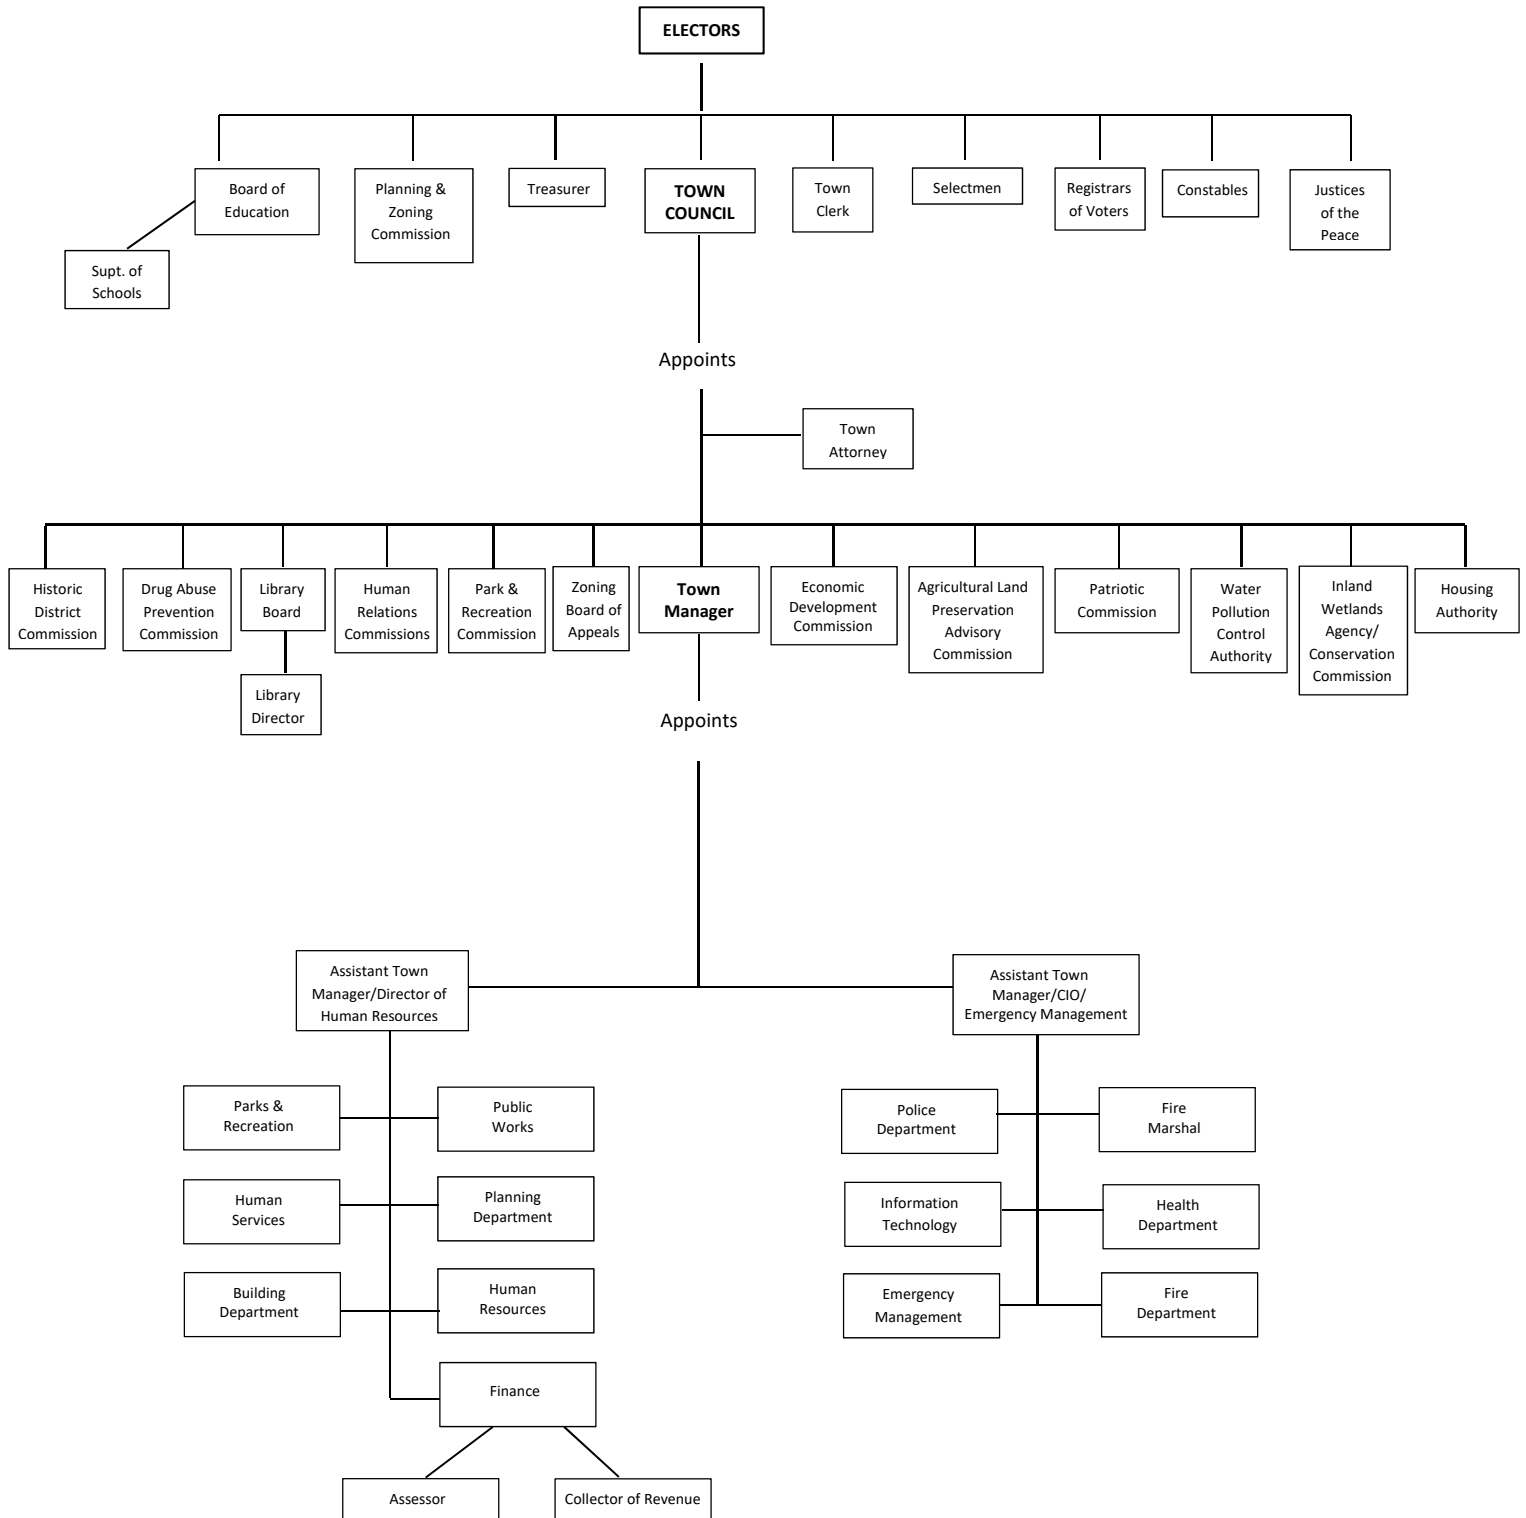 ELECTORS
Board of
Education
Planning &
Zoning
Commission
Treasurer
TOWN
COUNCIL
Town
Clerk
Selectmen
Registrars
of Voters
Constables
Justices
of the
Peace
Supt. of
Schools
Appoints
Town
Attorney
Historic
District
Commission
Drug Abuse
Prevention
Commission
Library
Board
Human
Relations
Commissions
Park &
Recreation
Commission
Zoning
Board of
Appeals
Town
Manager
Economic
Development
Commission
Agricultural Land
Preservation
Advisory
Commission
Patriotic
Commission
Water
Pollution
Control
Authority
Inland
Wetlands
Agency/
Conservation
Commission
Housing
Authority
Library
Director
Appoints
Assistant Town
Manager/Director of
Human Resources
Assistant Town
Manager/CIO/
Emergency Management
Parks &
Recreation
Public
Works
Police
Department
Fire
Marshal
Human
Services
Planning
Department
Information
Technology
Health
Department
Building
Department
Human
Resources
Emergency
Management
Fire
Department
Finance
Assessor
Collector of Revenue